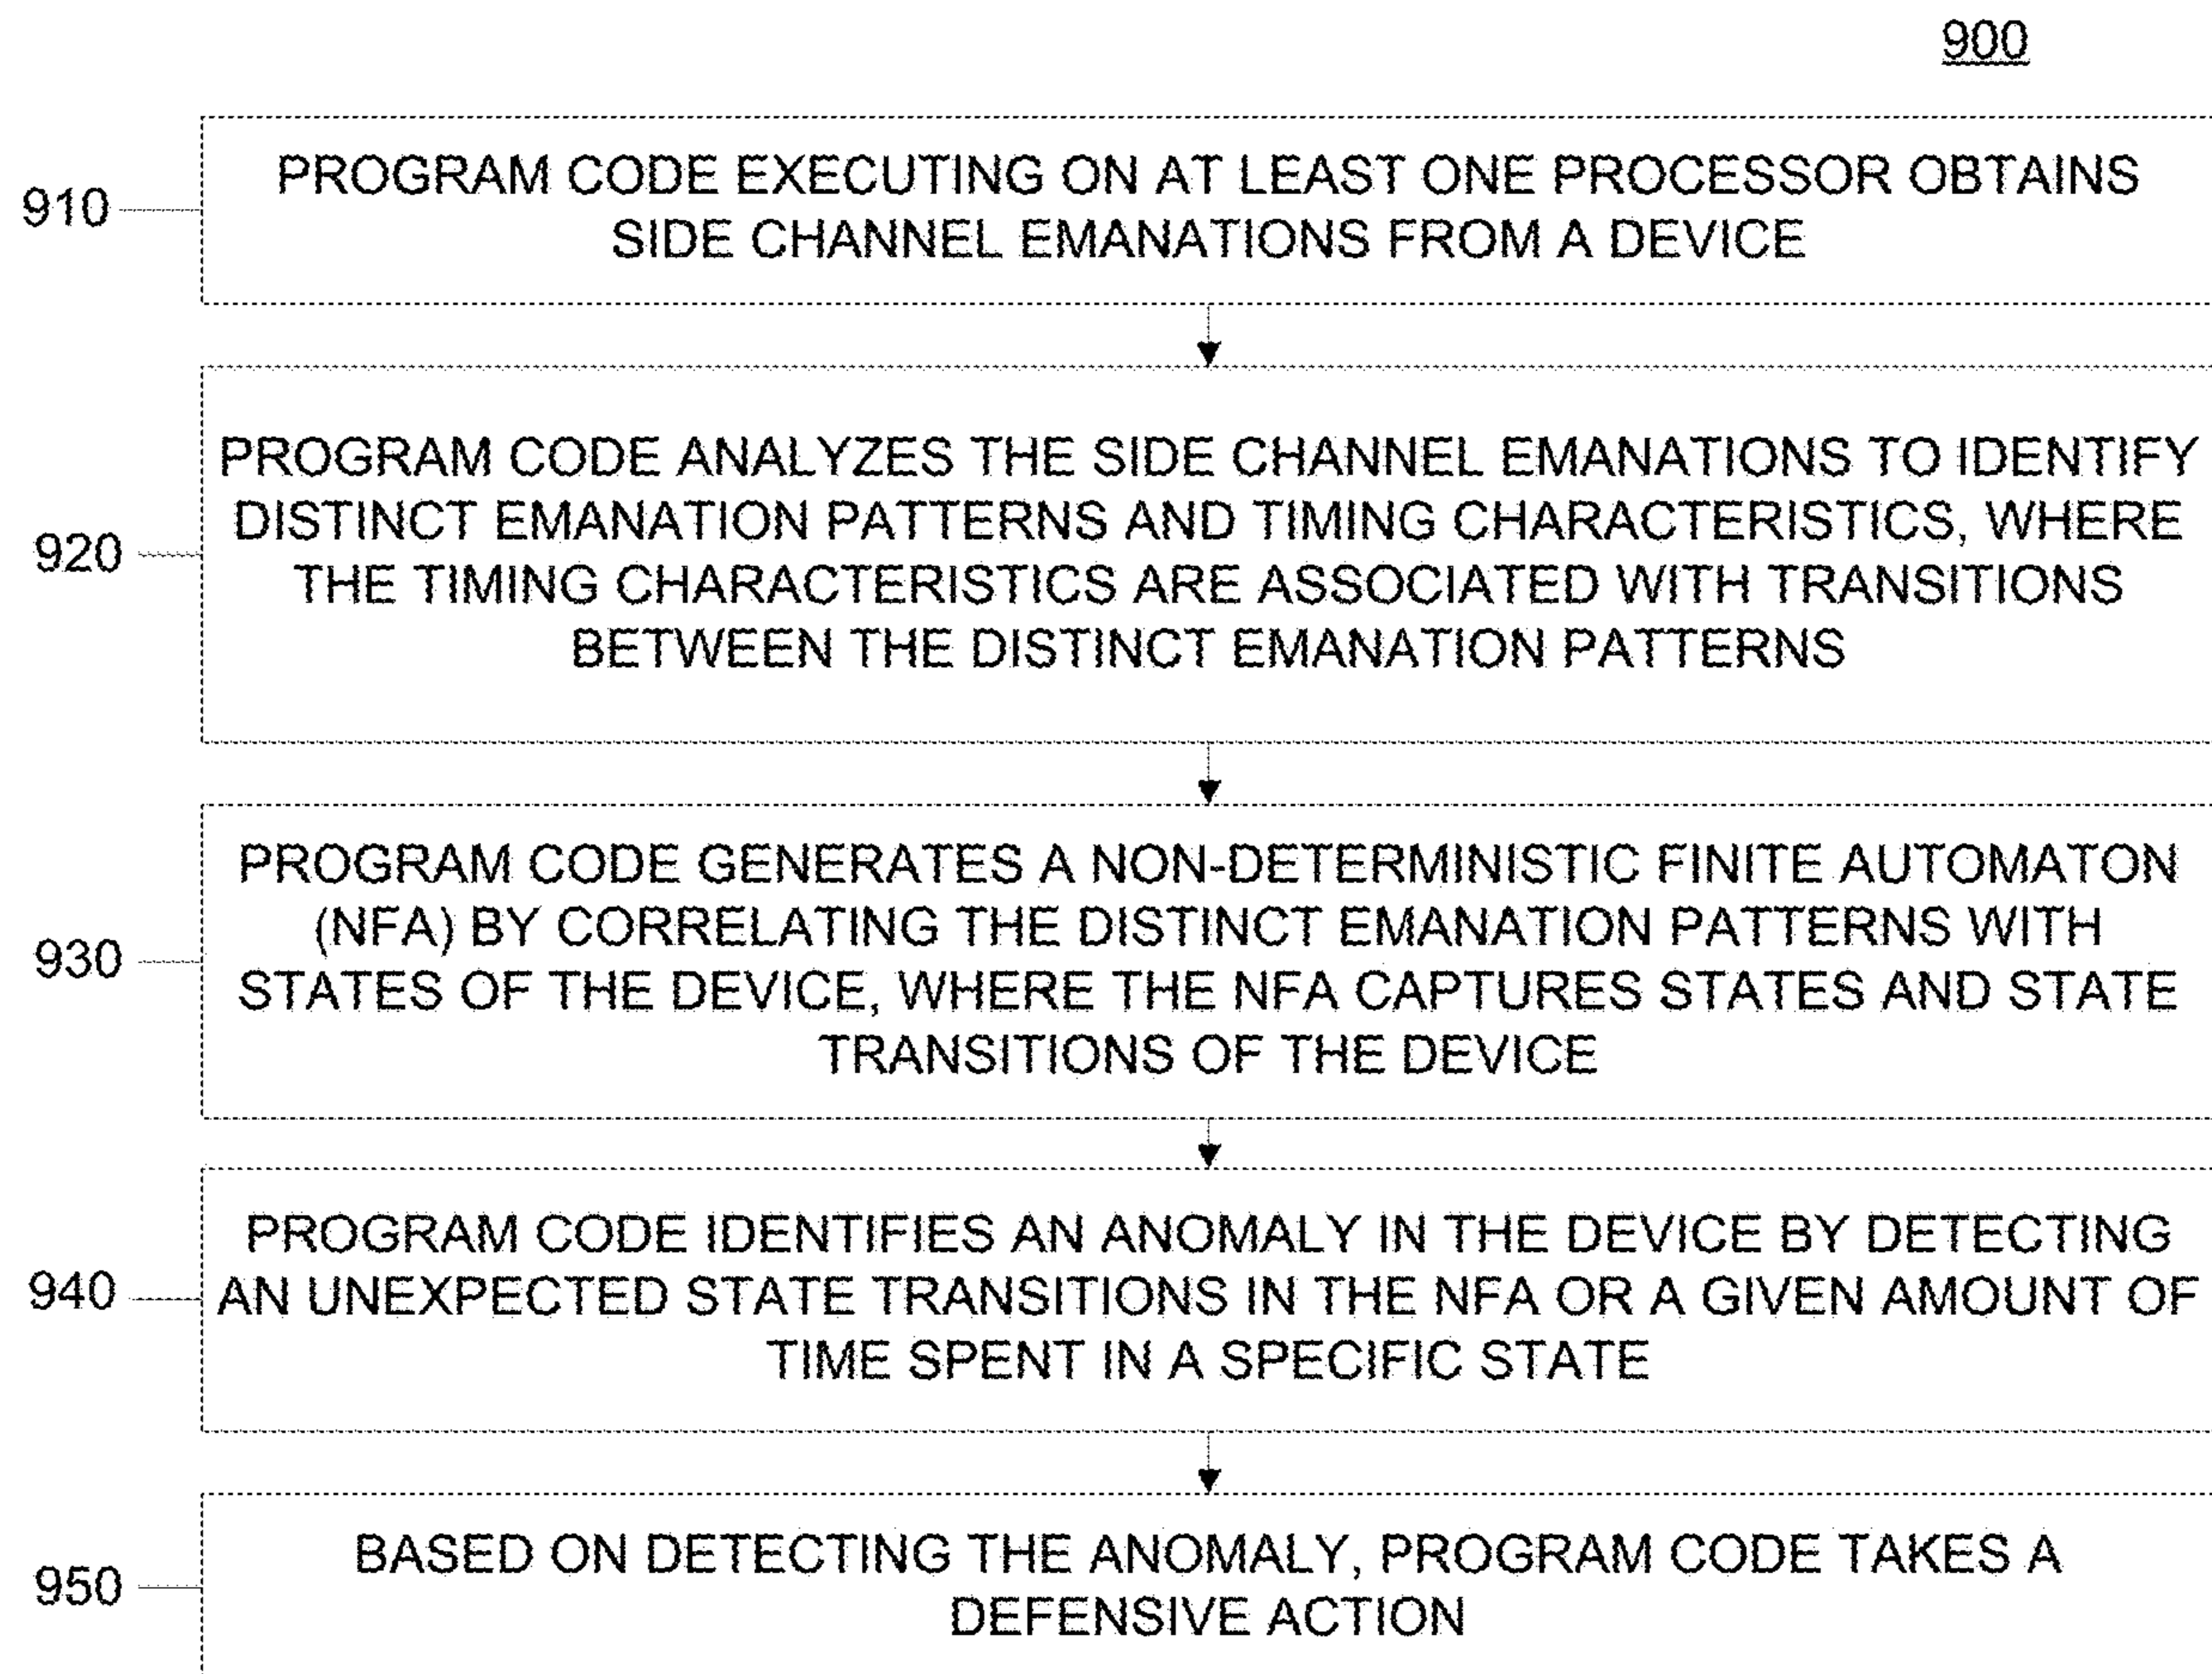 900
910
PROGRAM CODE EXECUTING ON AT LEAST ONE PROCESSOR OBTAINS
SIDE CHANNEL EMANATIONS FROM A DEVICE
920
PROGRAM CODE ANALYZES THE SIDE CHANNEL EMANATIONS TO IDENTIFY
DISTINCT EMANATION PATTERNS AND TIMING CHARACTERISTICS, WHERE
THE TIMING CHARACTERISTICS ARE ASSOCIATED WITH TRANSITIONS
BETWEEN THE DISTINCT EMANATION PATTERNS
930
PROGRAM CODE GENERATES A NON-DETERMINISTIC FINITE AUTOMATON
(NFA) BY CORRELATING THE DISTINCT EMANATION PATTERNS WITH
STATES OF THE DEVICE, WHERE THE NFA CAPTURES STATES AND STATE
TRANSITIONS OF THE DEVICE
940
PROGRAM CODE IDENTIFIES AN ANOMALY IN THE DEVICE BY DETECTING
AN UNEXPECTED STATE TRANSITIONS IN THE NFA OR A GIVEN AMOUNT OF
TIME SPENT IN A SPECIFIC STATE
950
BASED ON DETECTING THE ANOMALY, PROGRAM CODE TAKES A
DEFENSIVE ACTION